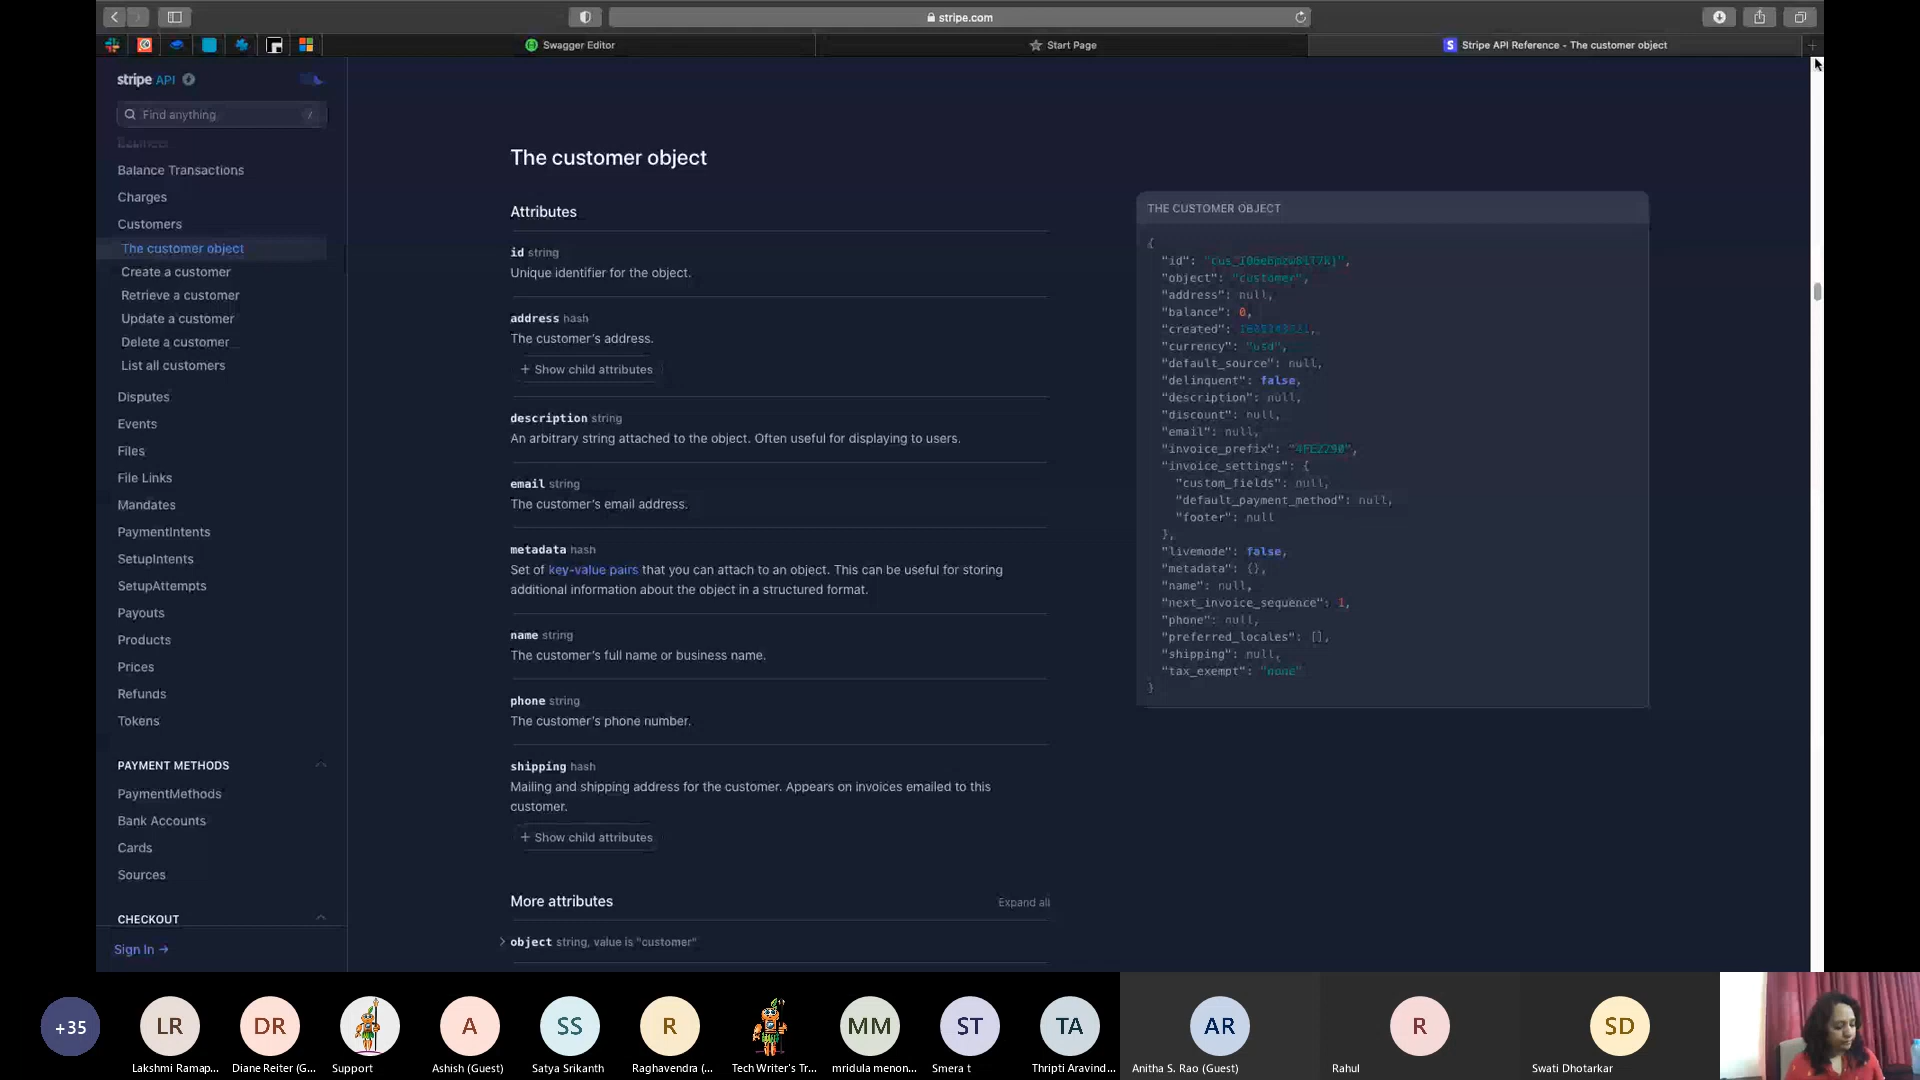 stripe.com
Swagger Editor
Start Page
S Stripe API Reference - The customer object
stripe API
Find anything /
Balance Transactions
Charges
Customers
The customer object
Create a customer
Retrieve a customer
Update a customer
Delete a customer
List all customers
Disputes
Events
Files
File Links
Mandates
PaymentIntents
SetupIntents
SetupAttempts
Payouts
Products
Prices
Refunds
Tokens
PAYMENT METHODS
PaymentMethods
Bank Accounts
Cards
Sources
CHECKOUT
Sign In →
The customer object
Attributes
id string
Unique identifier for the object.
address hash
The customer's address.
+ Show child attributes
description string
An arbitrary string attached to the object. Often useful for displaying to users.
email string
The customer's email address.
metadata hash
Set of key-value pairs that you can attach to an object. This can be useful for storing
additional information about the object in a structured format.
name string
The customer's full name or business name.
phone string
The customer's phone number.
shipping hash
Mailing and shipping address for the customer. Appears on invoices emailed to this
customer.
+ Show child attributes
More attributes
Expand all
object string, value is "customer"
THE CUSTOMER OBJECT
{
"id":
"object": "customer",
"address": null,
"balance": 0,
"created":
"currency": "usd",
"default_source": null,
"delinquent": false,
"description": null,
"discount": null,
"email": null,
"invoice_prefix":
"invoice_settings": {
"custom_fields": null,
"default_payment_method": null,
"footer": null
},
"livemode": false,
"metadata": {},
"name": null,
"next_invoice_sequence": 1,
"phone": null,
"preferred_locales": [],
"shipping": null,
"tax_exempt": "none"
}
+35
LR
DR
A
SS
R
MM
ST
TA
AR
R
SD
Lakshmi Ramap...
Diane Reiter (G...
Support
Ashish (Guest)
Satya Srikanth
Raghavendra (...
Tech Writer's Tr...
mridula menon...
Smera t
Thripti Aravind...
Anitha S. Rao (Guest)
Rahul
Swati Dhotarkar